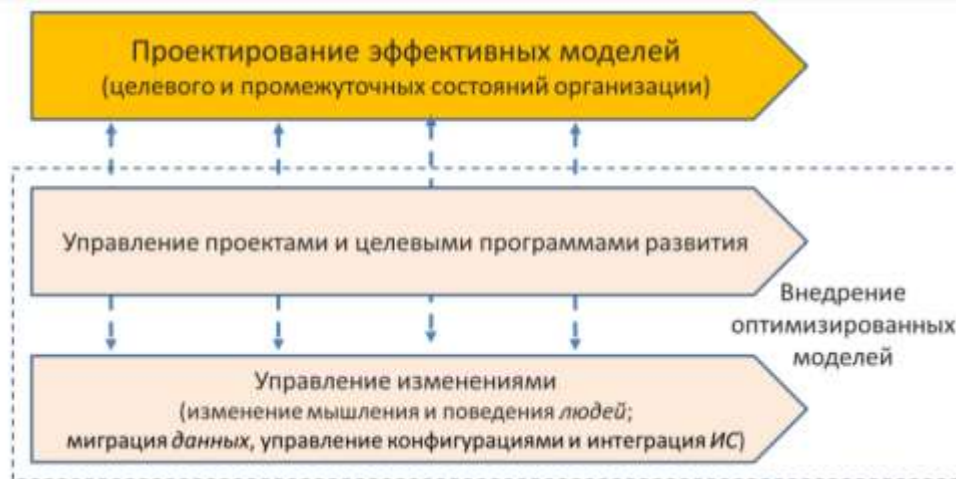 Проектирование эффективных моделей
(целевого и промежуточных состояний организации)
Управление проектами и целевыми программами развития
Внедрение
оптимизированных
моделей
Управление изменениями
(изменение мышления и поведения людей;
миграция данных, управление конфигурациями и интеграция ИС)